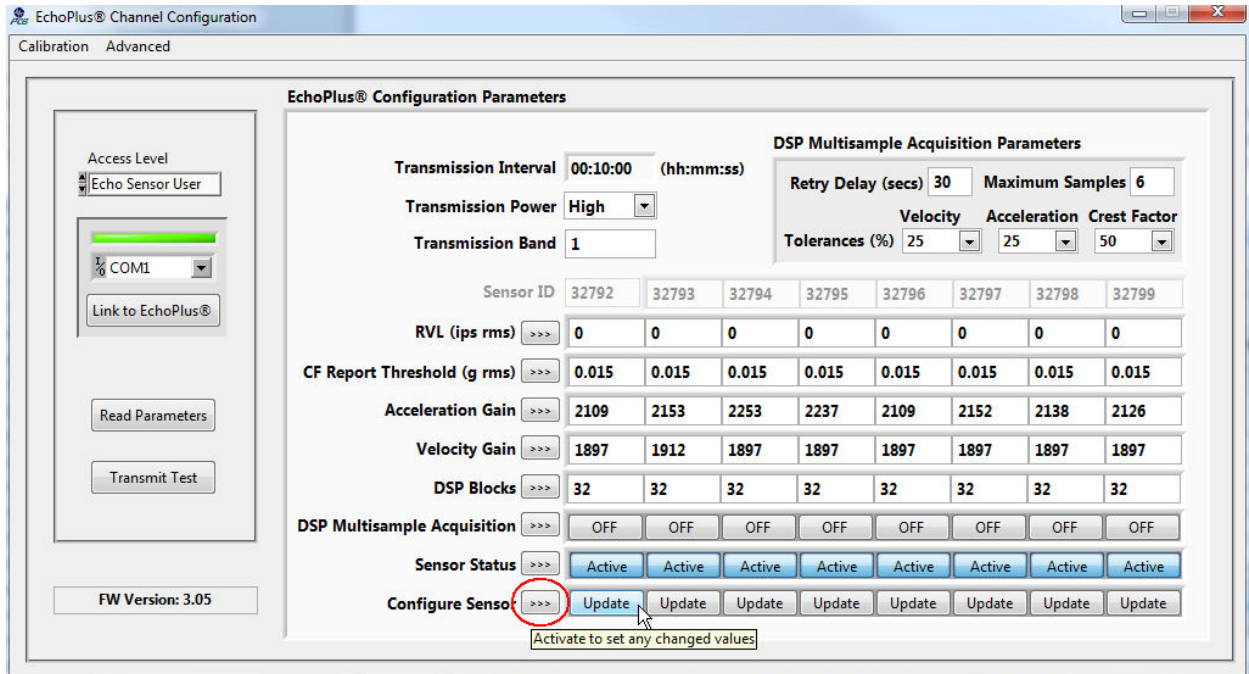 PCB EchoPlus® Channel Configuration
Calibration Advanced
EchoPlus® Configuration Parameters
Access Level
Echo Sensor User
I/O COM1
Link to EchoPlus®
Read Parameters
Transmit Test
FW Version: 3.05
Transmission Interval 00:10:00 (hh:mm:ss)
Transmission Power High
Transmission Band 1
DSP Multisample Acquisition Parameters
Retry Delay (secs) 30 Maximum Samples 6
Velocity Acceleration Crest Factor
Tolerances (%) 25 25 50
Sensor ID 32792 32793 32794 32795 32796 32797 32798 32799
RVL (ips rms) >>> 0 0 0 0 0 0 0 0
CF Report Threshold (g rms) >>> 0.015 0.015 0.015 0.015 0.015 0.015 0.015 0.015
Acceleration Gain >>> 2109 2153 2253 2237 2109 2152 2138 2126
Velocity Gain >>> 1897 1912 1897 1897 1897 1897 1897 1897
DSP Blocks >>> 32 32 32 32 32 32 32 32
DSP Multisample Acquisition >>> OFF OFF OFF OFF OFF OFF OFF OFF
Sensor Status >>> Active Active Active Active Active Active Active Active
Configure Sensor >>> Update Update Update Update Update Update Update Update
Activate to set any changed values